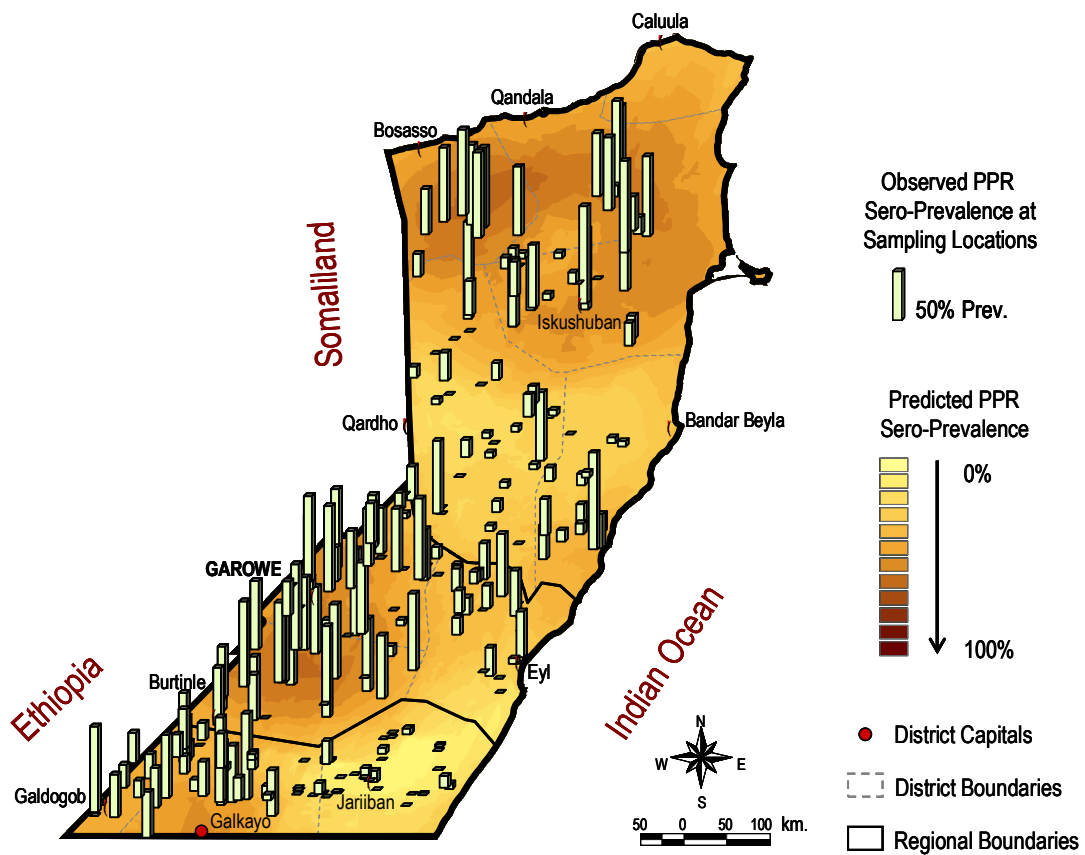 Caluula
Qandala
Bosasso
Observed PPR
Sero-Prevalence at
Sampling Locations
50% Prev.
Somaliland
Iskushuban
Predicted PPR
Sero-Prevalence
0%
100%
Qardho
Bandar Beyla
GAROWE
Indian Ocean
Ethiopia
Burtinle
Eyl
Galdogob
Jariiban
Galkayo
N
W
E
S
50 0 50 100 km.
District Capitals
District Boundaries
Regional Boundaries